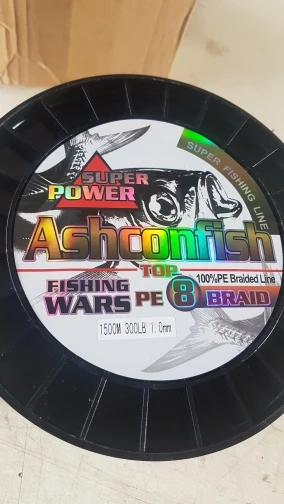 SUPER FISHING LINE
SUPER
POWER
Ashconfish
TOP
100%PE Braided Line
FISHING
WARS PE 8 BRAID
1500M 300LB 1.0mm